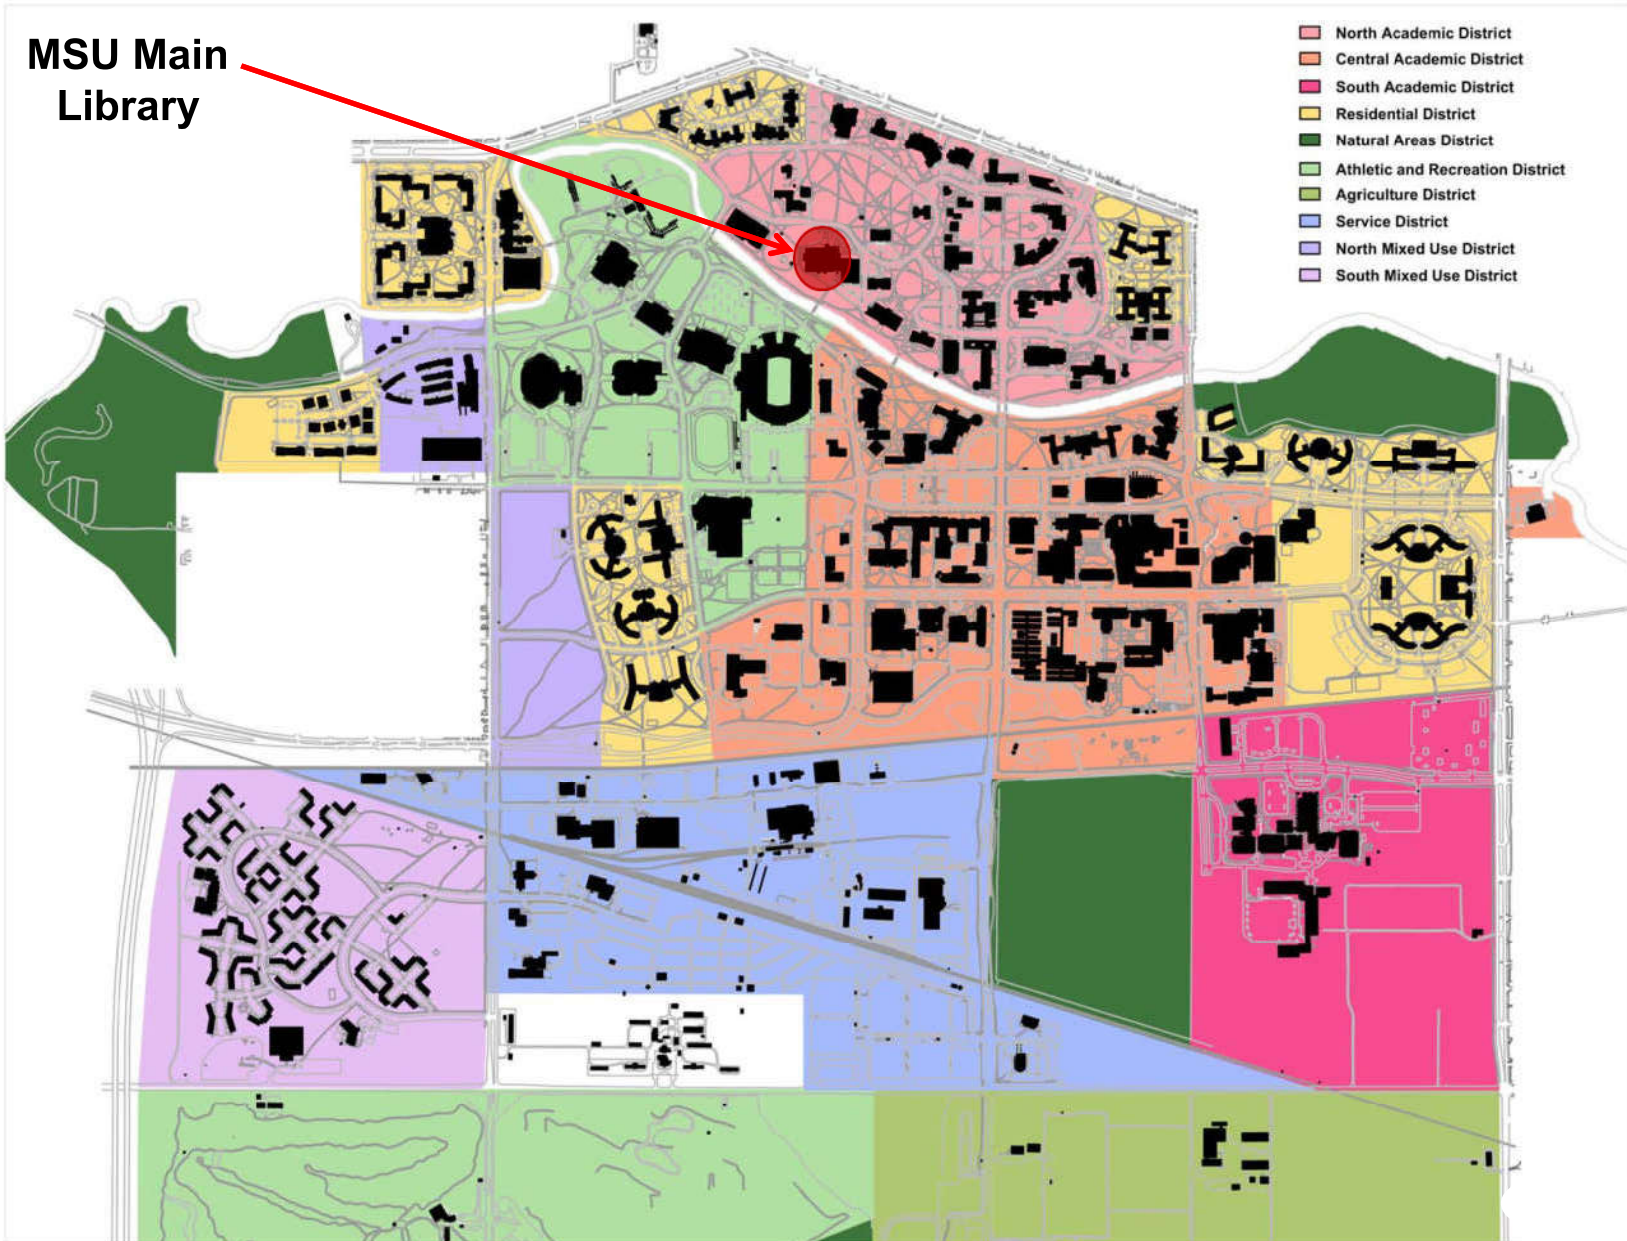 MSU Main
Library
North Academic District
Central Academic District
South Academic District
Residential District
Natural Areas District
Athletic and Recreation District
Agriculture District
Service District
North Mixed Use District
South Mixed Use District